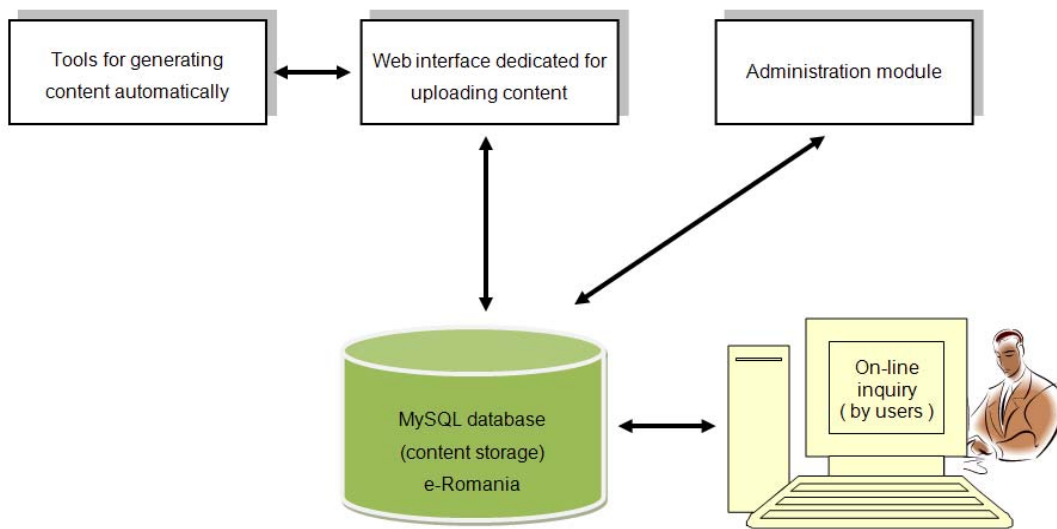 Tools for generating
content automatically
Web interface dedicated for
uploading content
Administration module
MySQL database
(content storage)
e-Romania
On-line
inquiry
( by users )